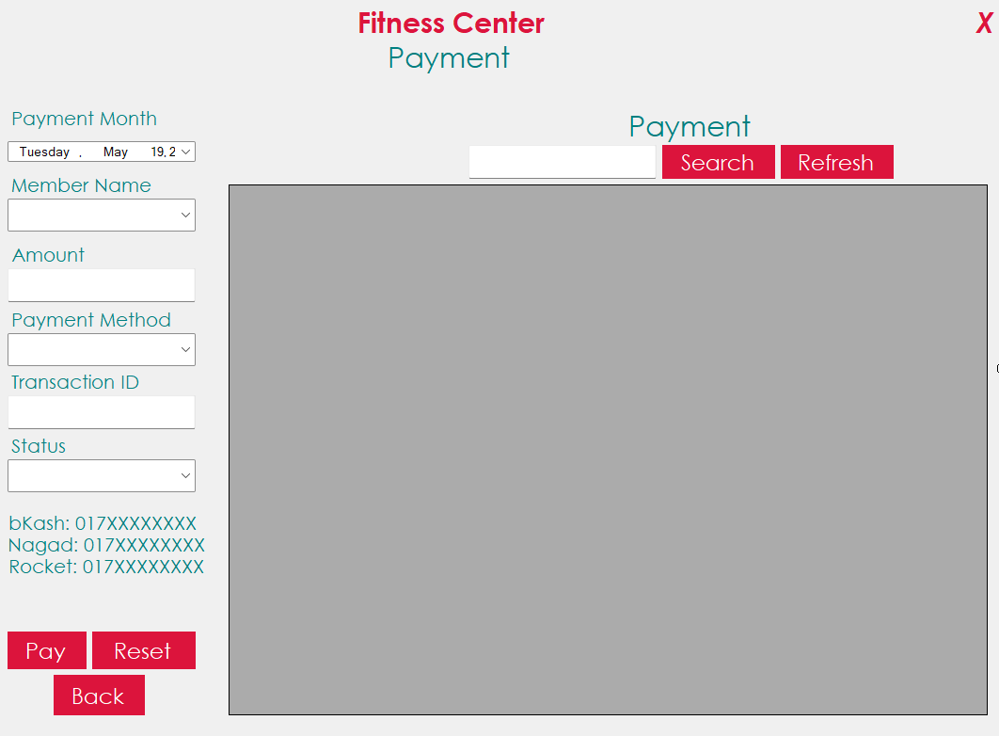 Fitness Center
X
Payment
Payment Month
Tuesday , May 19, 2
Member Name
Amount
Payment Method
Transaction ID
Status
bKash: 017XXXXXXXX
Nagad: 017XXXXXXXX
Rocket: 017XXXXXXXX
Pay Reset
Back
Payment
Search Refresh